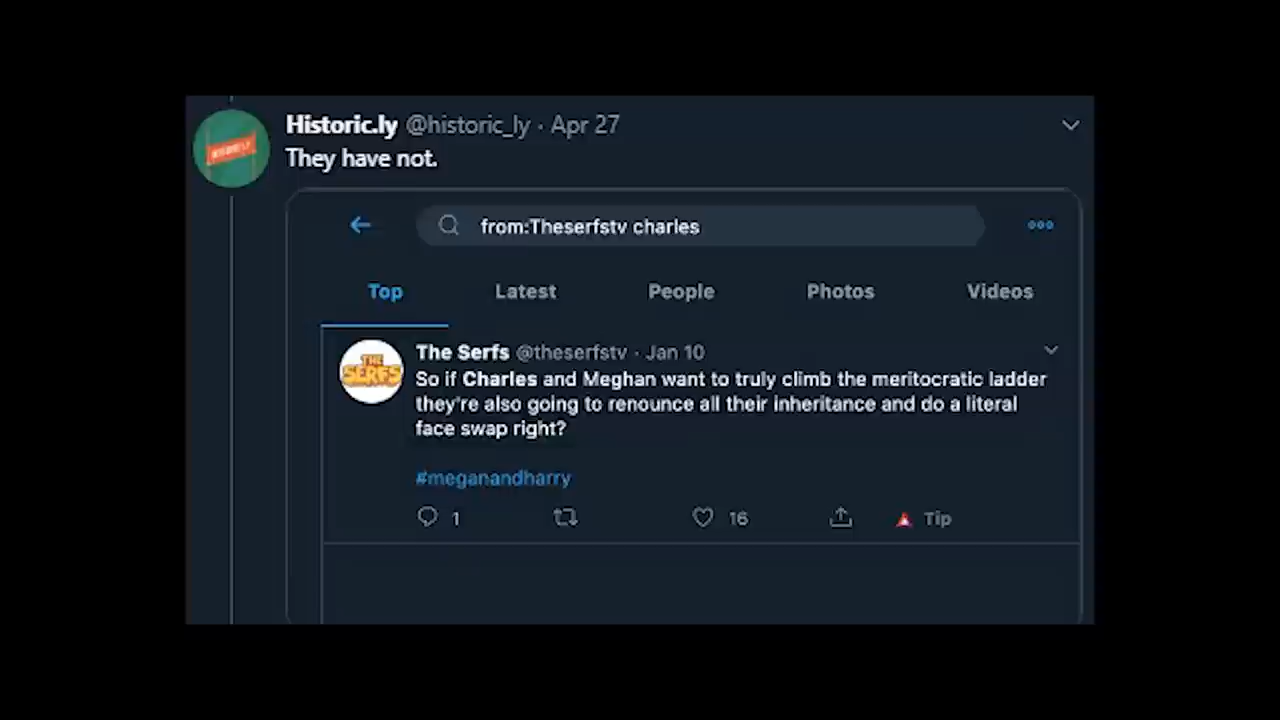 Historic.ly @historic_ly · Apr 27
They have not.
from:Theserfstv charles
Top Latest People Photos Videos
The Serfs @theserfstv · Jan 10
So if Charles and Meghan want to truly climb the meritocratic ladder
they're also going to renounce all their inheritance and do a literal
face swap right?
#meganandharry
1 16 Tip
THE
SERFS